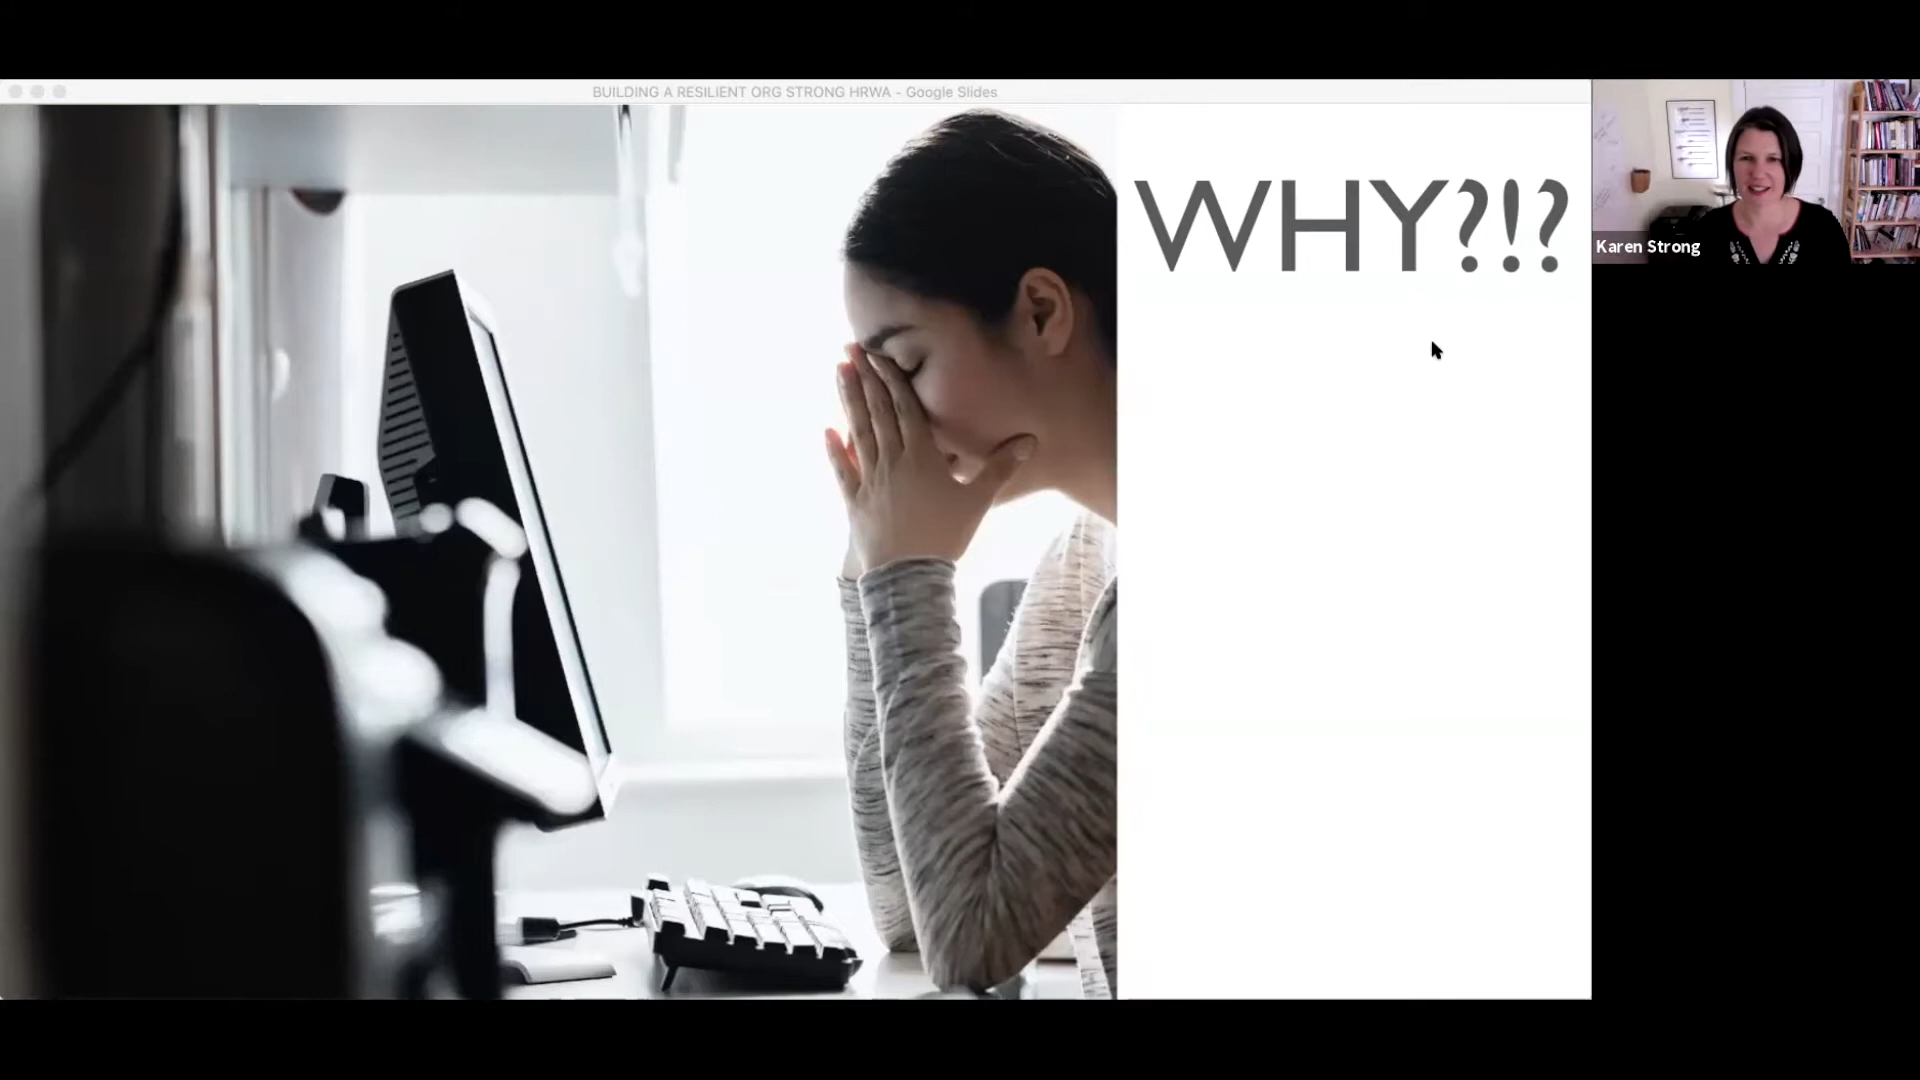 BUILDING A RESILIENT ORG STRONG HRWA - Google Slides
WHY?!?
Karen Strong